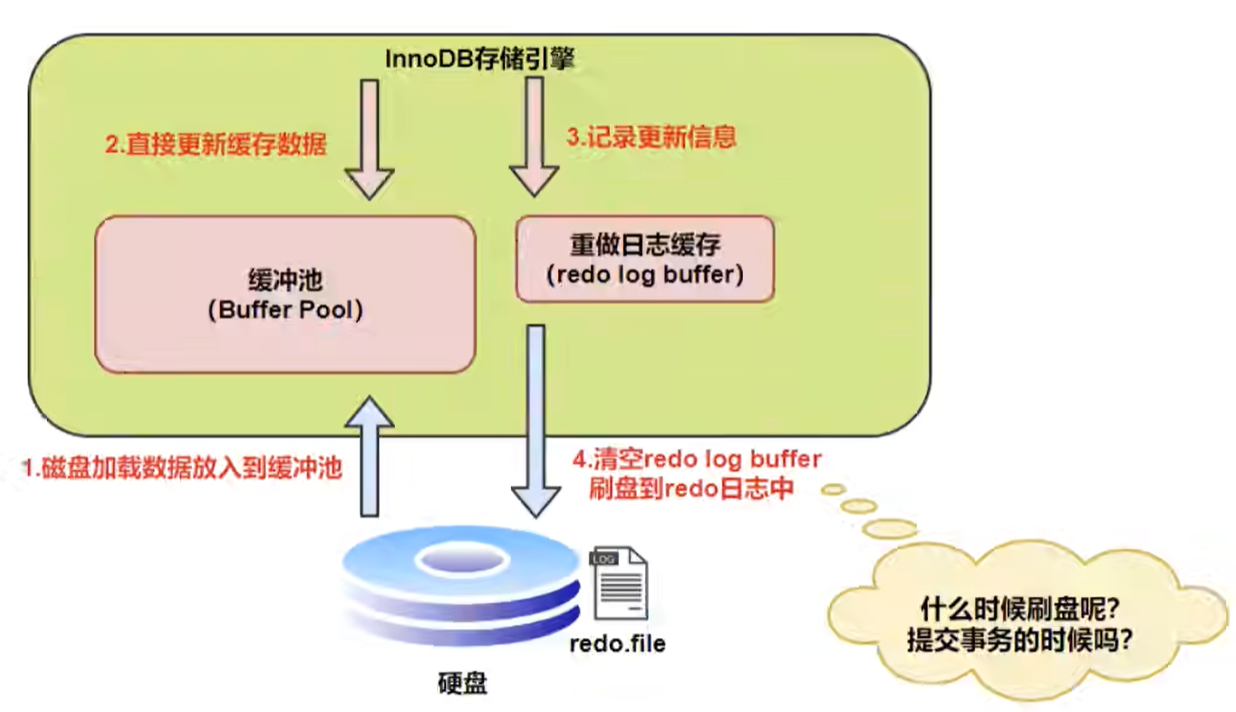 InnoDB存储引擎
2.直接更新缓存数据
3.记录更新信息
重做日志缓存
（redo log buffer）
缓冲池
（Buffer Pool）
1.磁盘加载数据放入到缓冲池
4.清空redo log buffer
刷盘到redo日志中
LOG
什么时候刷盘呢？
提交事务的时候吗？
redo.file
硬盘